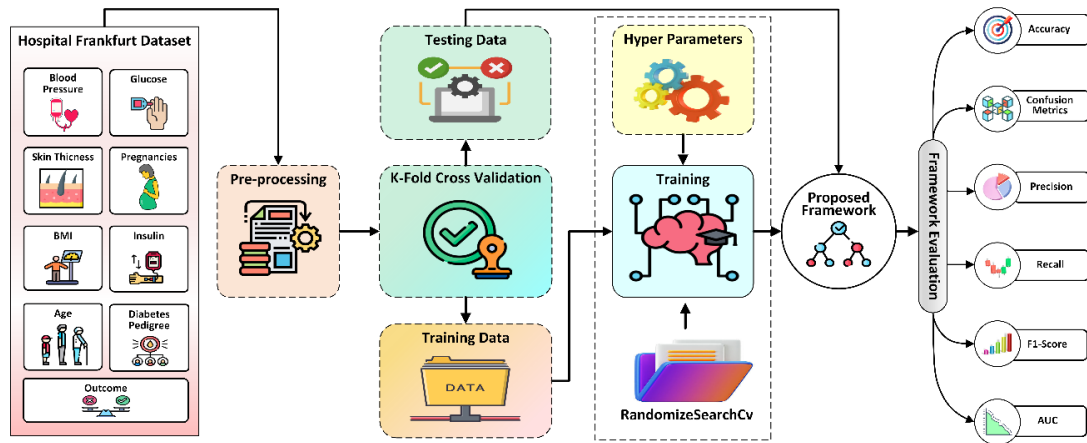 Hospital Frankfurt Dataset
Blood
Pressure
Glucose
Skin Thicness
Pregnancies
BMI
Insulin
Age
Diabetes
Pedigree
Outcome
Pre-processing
Testing Data
K-Fold Cross Validation
Training Data
DATA
Hyper Parameters
Training
RandomizeSearchCv
Proposed
Framework
Framework Evaluation
Accuracy
Confusion
Metrics
Precision
Recall
F1-Score
AUC